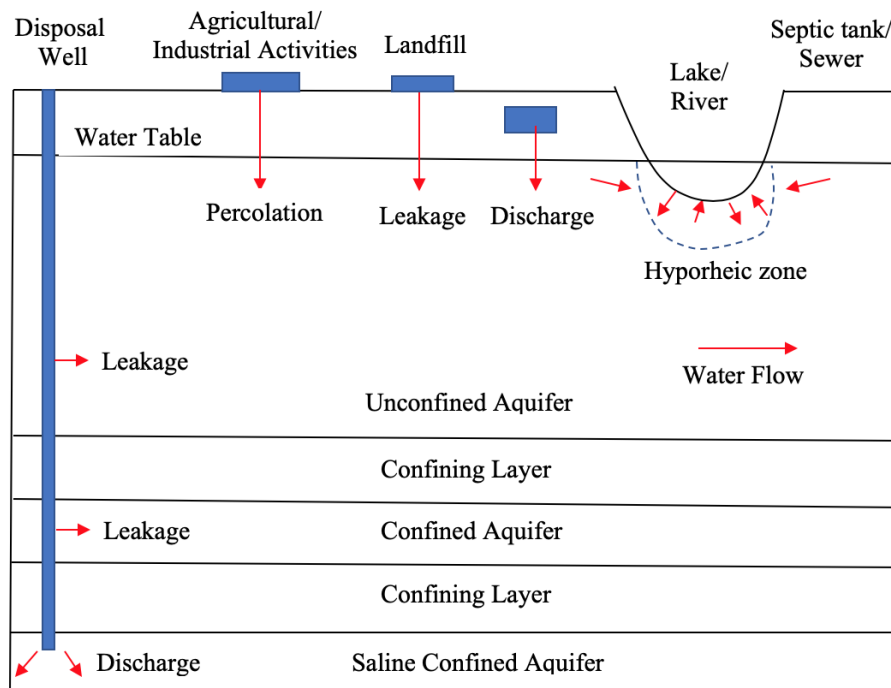 Disposal
Well
Agricultural/
Industrial Activities
Landfill
Septic tank/
Sewer
Lake/
River
Water Table
Percolation
Leakage
Discharge
Hyporheic zone
Leakage
Water Flow
Unconfined Aquifer
Confining Layer
Leakage
Confined Aquifer
Confining Layer
Discharge
Saline Confined Aquifer